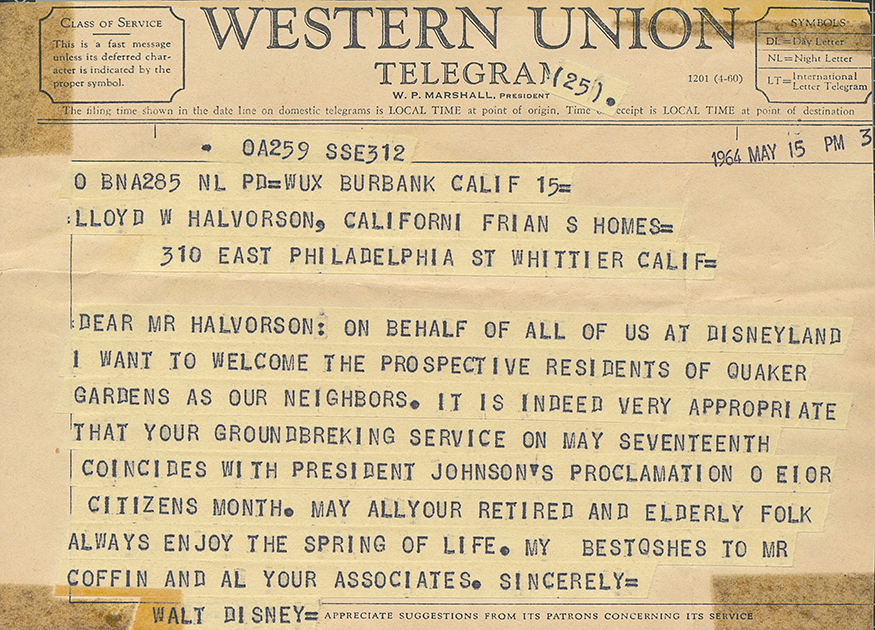 WESTERN UNION
TELEGRAM
(25).
W. P. MARSHALL, PRESIDENT
1201 (4-60)
CLASS OF SERVICE
This is a fast message
unless its deferred char-
acter is indicated by the
proper symbol.
SYMBOLS
DL=Day Letter
NL=Night Letter
LT=International
Letter Telegram
The filing time shown in the date line on domestic telegrams is LOCAL TIME at point of origin. Time of receipt is LOCAL TIME at point of destination
OA259 SSE312
1964 MAY 15 PM 3
O BNA285 NL PD=WUX BURBANK CALIF 15=
:LLOYD W HALVORSON, CALIFORNI FRIAN S HOMES=
310 EAST PHILADELPHIA ST WHITTIER CALIF=
:DEAR MR HALVORSON: ON BEHALF OF ALL OF US AT DISNEYLAND
I WANT TO WELCOME THE PROSPECTIVE RESIDENTS OF QUAKER
GARDENS AS OUR NEIGHBORS. IT IS INDEED VERY APPROPRIATE
THAT YOUR GROUNDBREKING SERVICE ON MAY SEVENTEENTH
COINCIDES WITH PRESIDENT JOHNSON'S PROCLAMATION O EIOR
CITIZENS MONTH. MAY ALLYOUR RETIRED AND ELDERLY FOLK
ALWAYS ENJOY THE SPRING OF LIFE. MY BESTQSHES TO MR
COFFIN AND AL YOUR ASSOCIATES. SINCERELY=
WALT DISNEY=
APPRECIATE SUGGESTIONS FROM ITS PATRONS CONCERNING ITS SERVICE